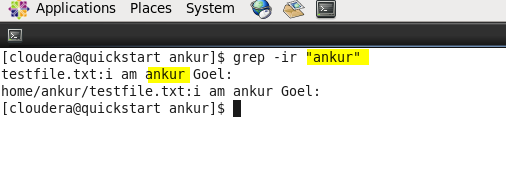 Applications Places System
[cloudera@quickstart ankur]$ grep -ir "ankur"
testfile.txt:i am ankur Goel:
home/ankur/testfile.txt:i am ankur Goel:
[cloudera@quickstart ankur]$